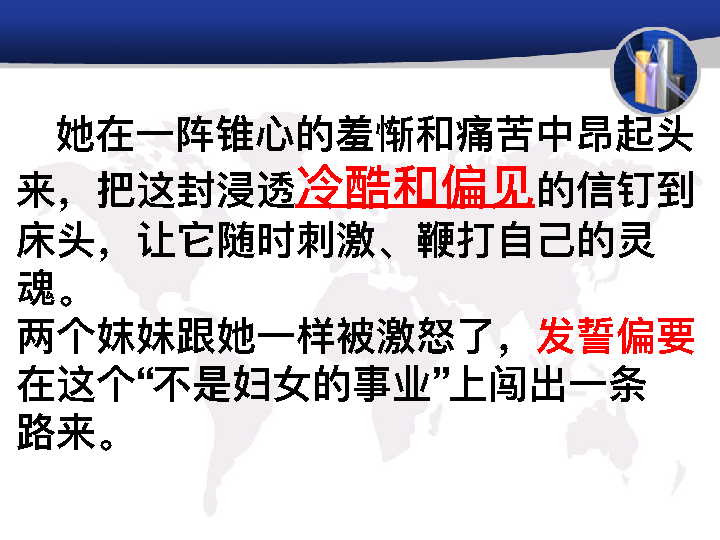 她在一阵锥心的羞惭和痛苦中昂起头
来，把这封浸透冷酷和偏见的信钉到
床头，让它随时刺激、鞭打自己的灵
魂。
两个妹妹跟她一样被激怒了，发誓偏要
在这个“不是妇女的事业”上闯出一条
路来。